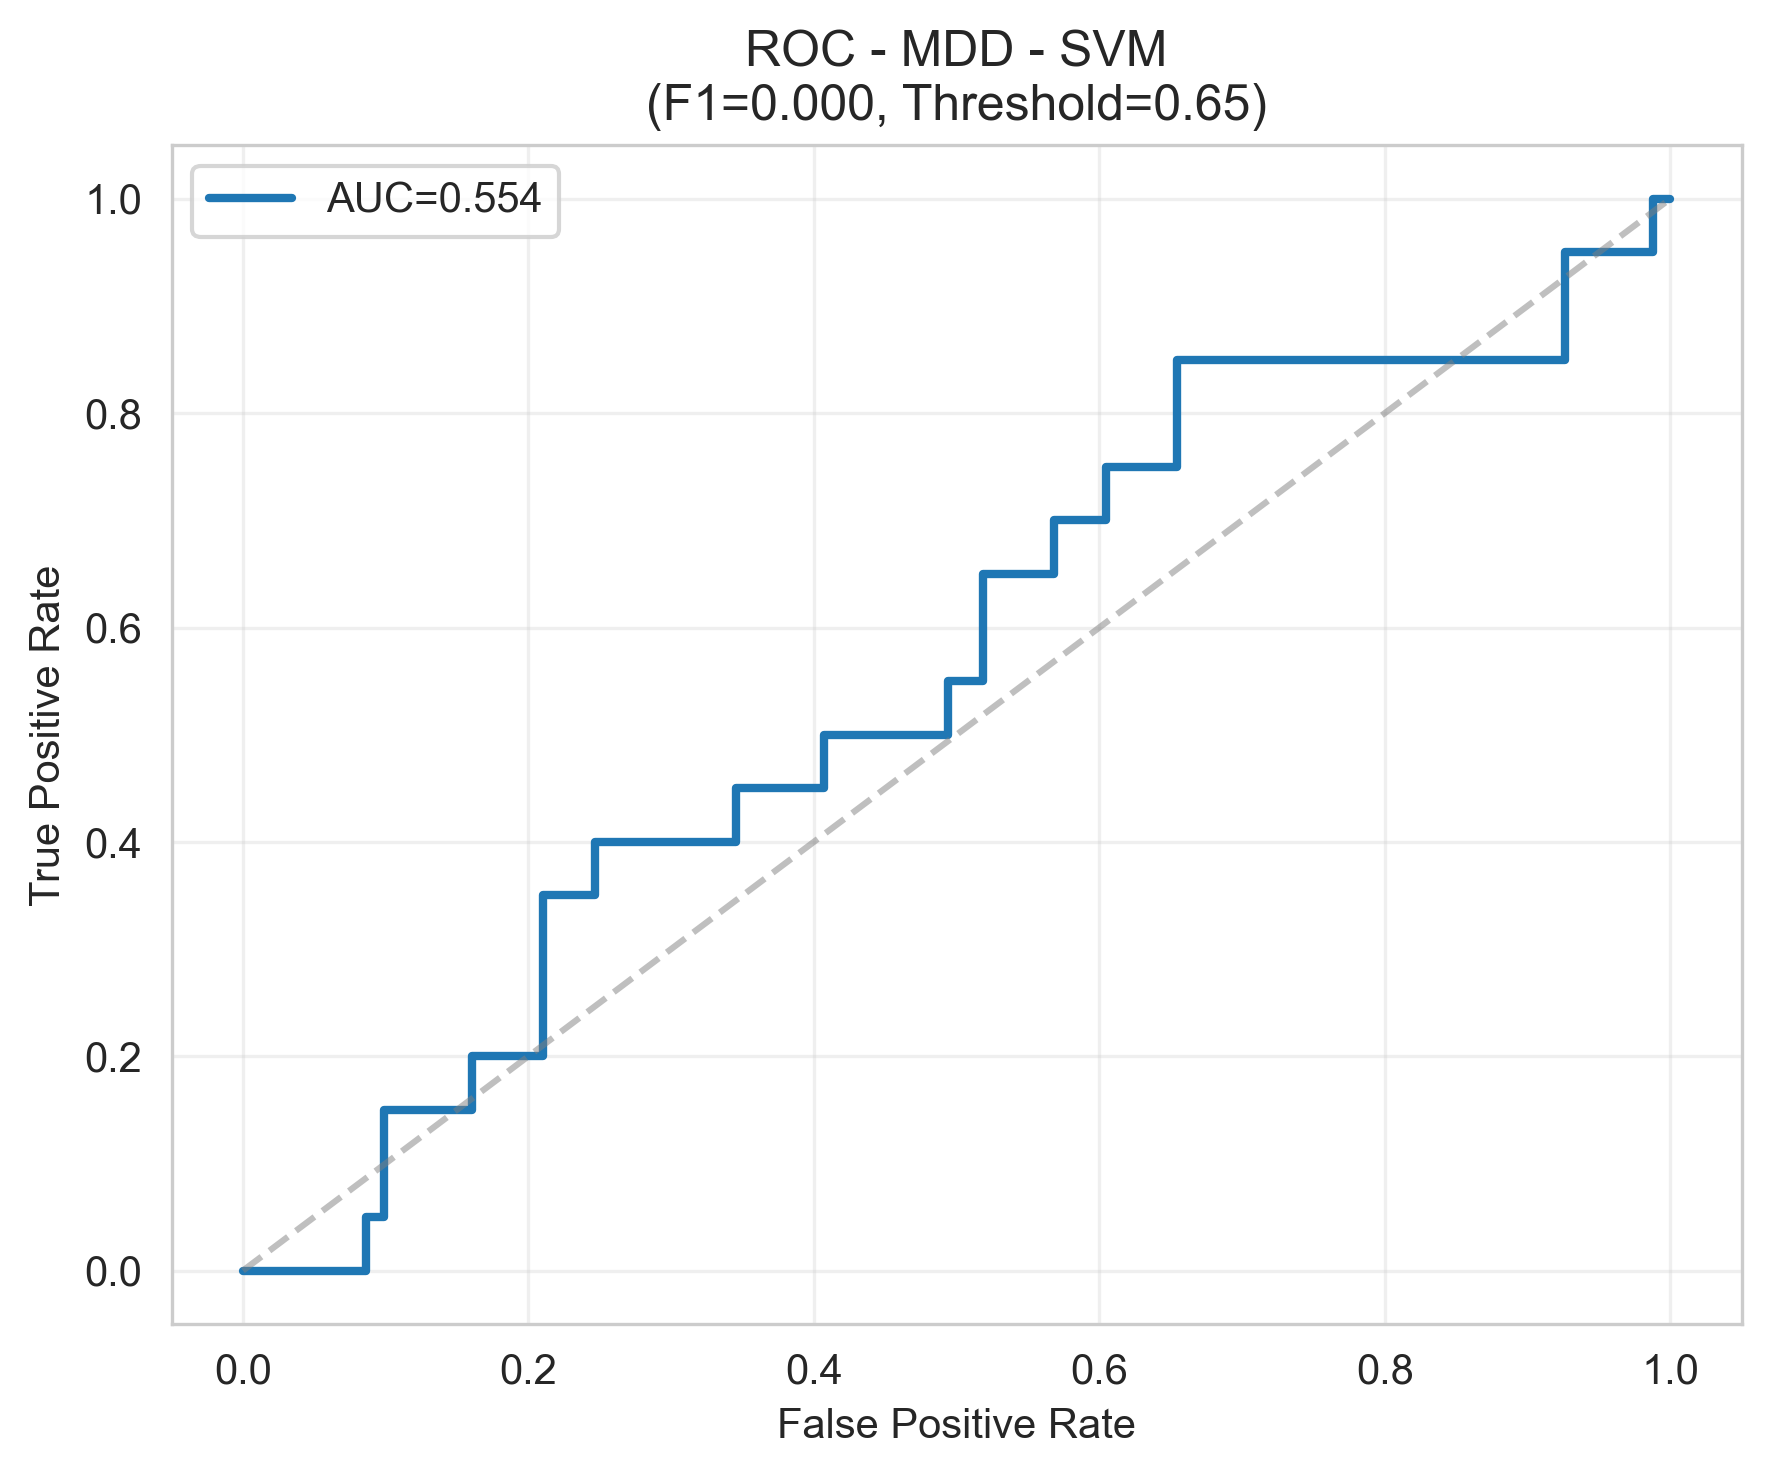 ROC - MDD - SVM
(F1=0.000, Threshold=0.65)
AUC=0.554
True Positive Rate
1.0
0.8
0.6
0.4
0.2
0.0
0.0 0.2 0.4 0.6 0.8 1.0
False Positive Rate